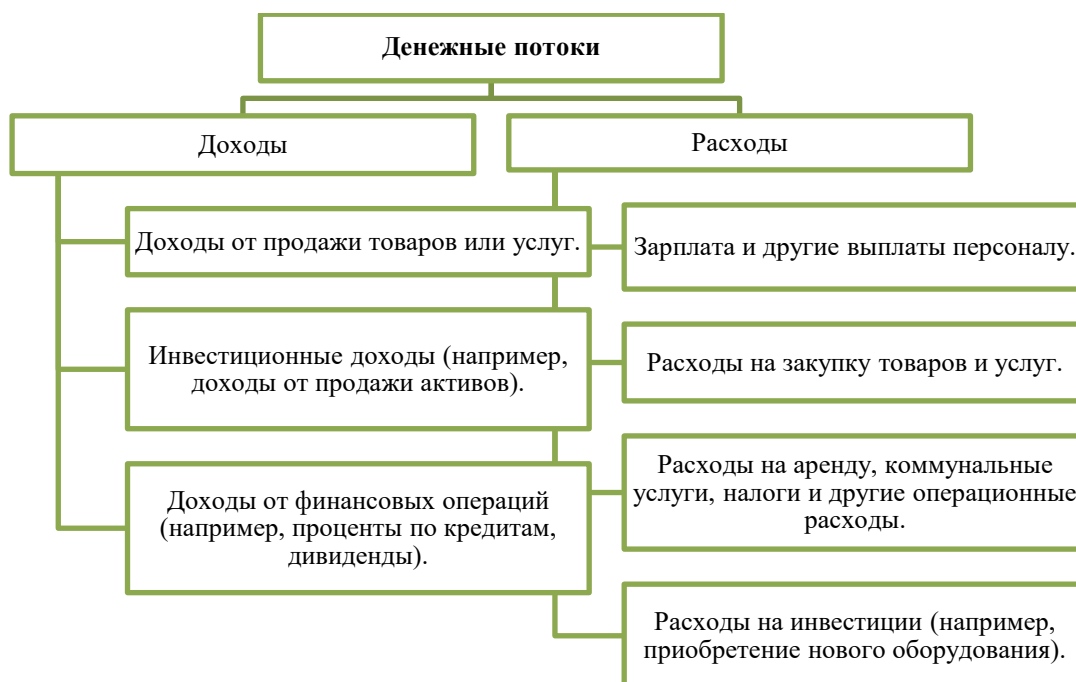 Денежные потоки
Доходы
Расходы
Доходы от продажи товаров или услуг.
Инвестиционные доходы (например,
доходы от продажи активов).
Доходы от финансовых операций
(например, проценты по кредитам,
дивиденды).
Зарплата и другие выплаты персоналу.
Расходы на закупку товаров и услуг.
Расходы на аренду, коммунальные
услуги, налоги и другие операционные
расходы.
Расходы на инвестиции (например,
приобретение нового оборудования).